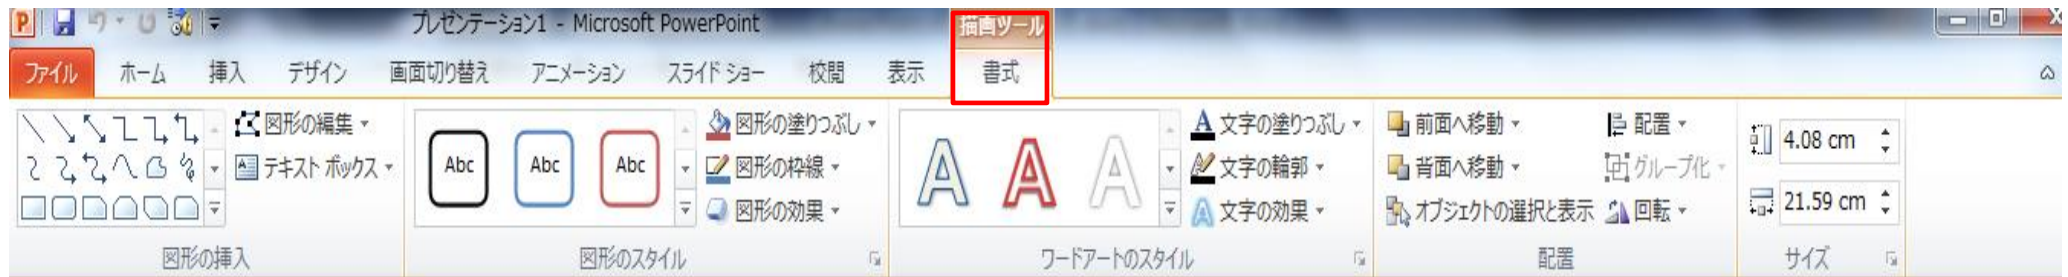 プレゼンテーション1 - Microsoft PowerPoint
描画ツール
ファイル ホーム 挿入 デザイン 画面切り替え アニメーション スライド ショー 校閲 表示 書式
図形の編集
テキスト ボックス
図形の挿入
Abc Abc Abc
図形の塗りつぶし
図形の枠線
図形の効果
図形のスタイル
A A A
文字の塗りつぶし
文字の輪郭
文字の効果
ワードアートのスタイル
前面へ移動
背面へ移動
オブジェクトの選択と表示
配置
グループ化
回転
配置
4.08 cm
21.59 cm
サイズ